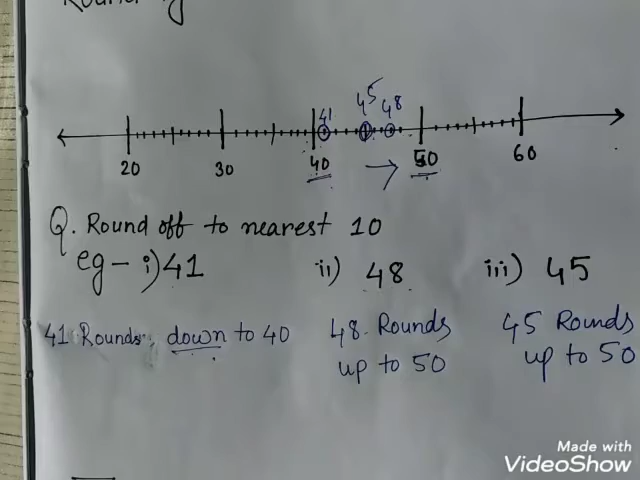 Round
41 45 48
20 30 40 50 60
Q. Round off to nearest 10
eg - i) 41 ii) 48 iii) 45
41 Rounds down to 40 48 Rounds up to 50 45 Rounds up to 50
Made with
VideoShow